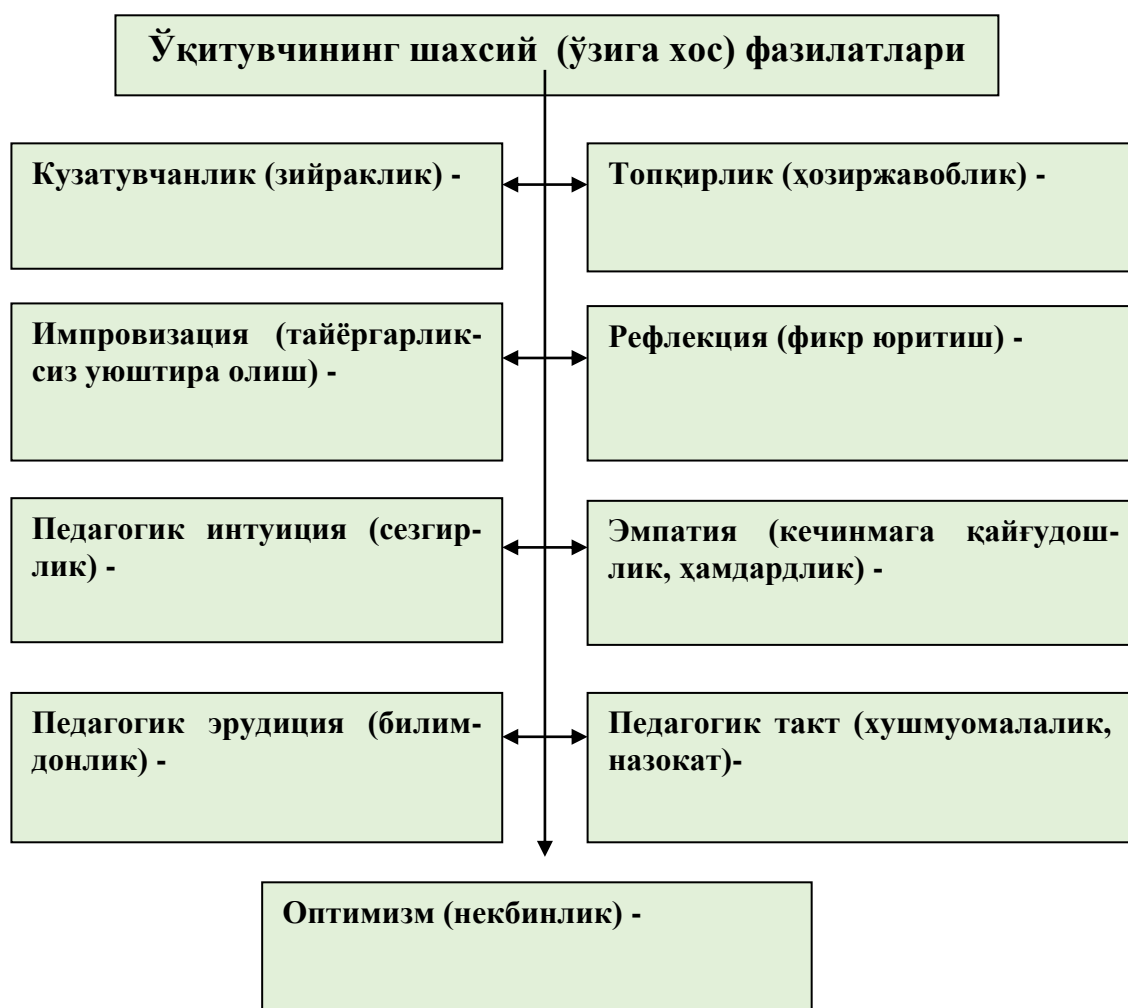 Ўқитувчининг шахсий (ўзига хос) фазилатлари
Кузатувчанлик (зийраклик) -
Топқирлик (ҳозиржавоблик) -
Импровизация (тайёргарлик-
сиз уюштира олиш) -
Рефлекция (фикр юритиш) -
Педагогик интуиция (сезгир-
лик) -
Эмпатия (кечинмага қайғудош-
лик, ҳамдардлик) -
Педагогик эрудиция (билим-
донлик) -
Педагогик такт (хушмуомалалик,
назокат)-
Оптимизм (некбинлик) -